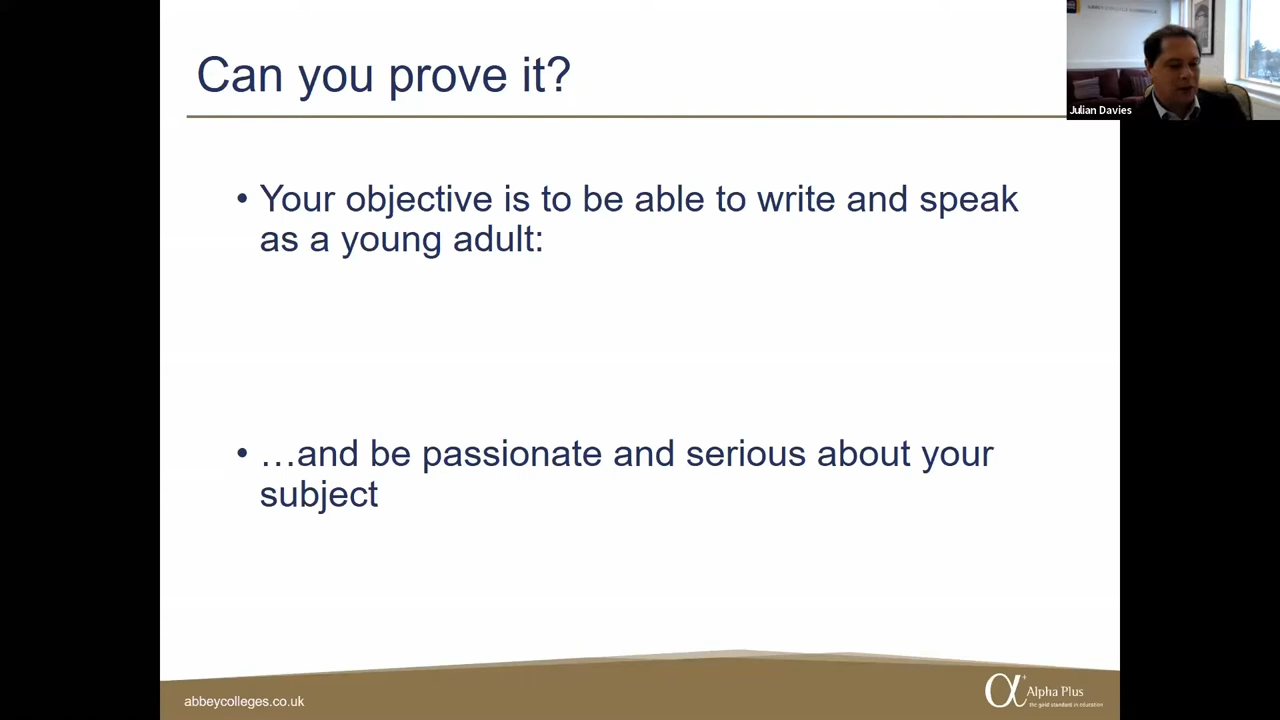 Can you prove it?
Julian Davies
• Your objective is to be able to write and speak
as a young adult:
• …and be passionate and serious about your
subject
abbeycolleges.co.uk
α+ Alpha Plus
the gold standard in education